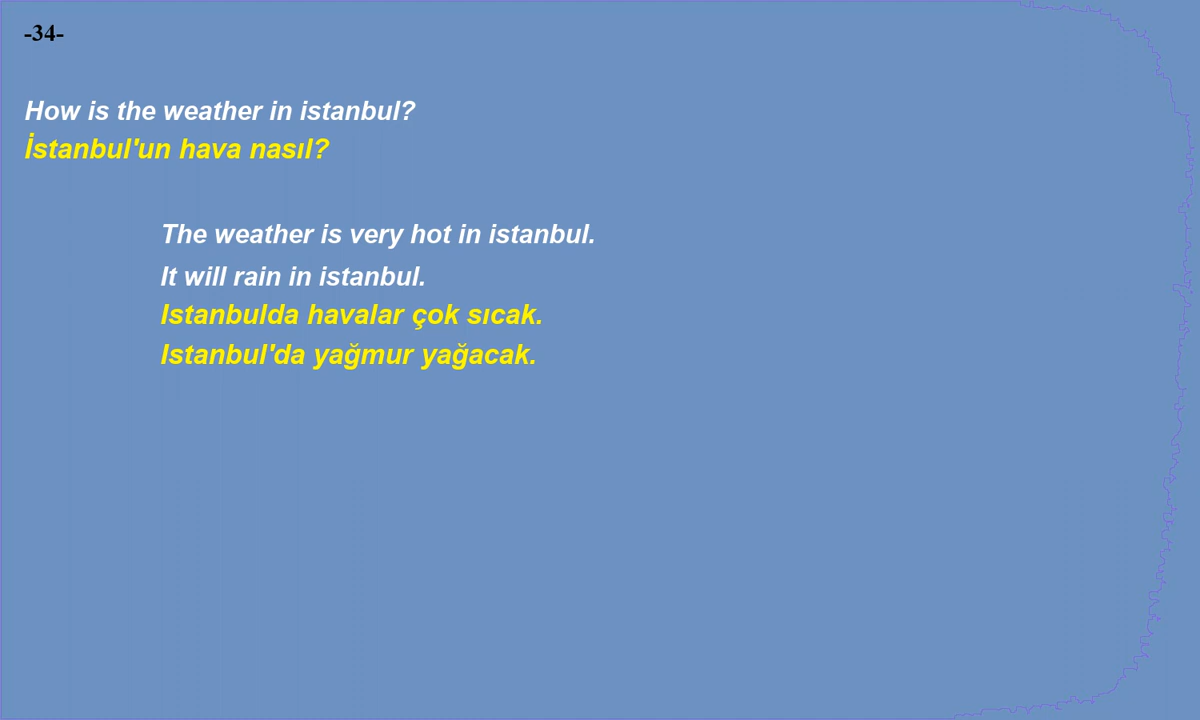 -34-
How is the weather in istanbul?
İstanbul'un hava nasıl?
The weather is very hot in istanbul.
It will rain in istanbul.
Istanbulda havalar çok sıcak.
Istanbul'da yağmur yağacak.